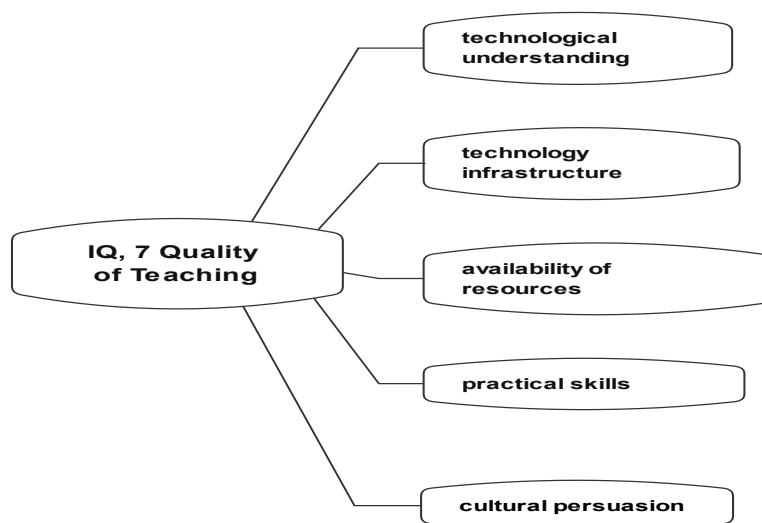 technological
understanding
technology
infrastructure
IQ, 7 Quality
of Teaching
availability of
resources
practical skills
cultural persuasion